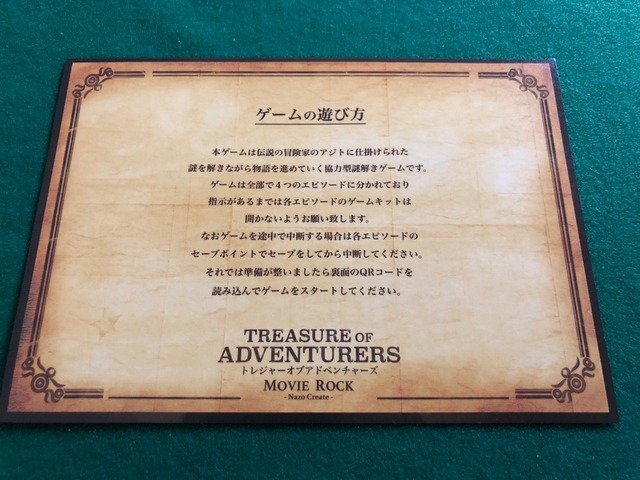 ゲームの遊び方
本ゲームは伝説の冒険家のアジトに仕掛けられた
謎を解きながら物語を進めていく協力型謎解きゲームです。
ゲームは全部で４つのエピソードに分かれており
指示があるまでは各エピソードのゲームキットは
開かないようお願い致します。
なおゲームを途中で中断する場合は各エピソードの
セーブポイントでセーブをしてから中断してください。
それでは準備が整いましたら裏面のQRコードを
読み込んでゲームをスタートしてください。
TREASURE OF
ADVENTURERS
トレジャーオブアドベンチャーズ
MOVIE ROCK
- Nazo Create -